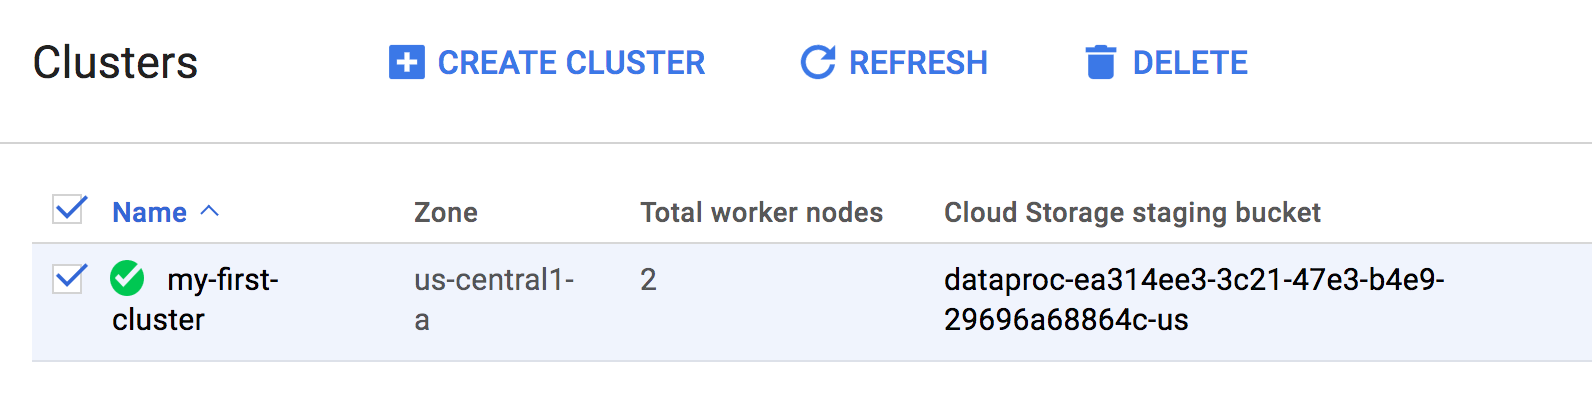 Clusters CREATE CLUSTER REFRESH DELETE
Name Zone Total worker nodes Cloud Storage staging bucket
my-first- us-central1- 2 dataproc-ea314ee3-3c21-47e3-b4e9-
cluster a 29696a68864c-us